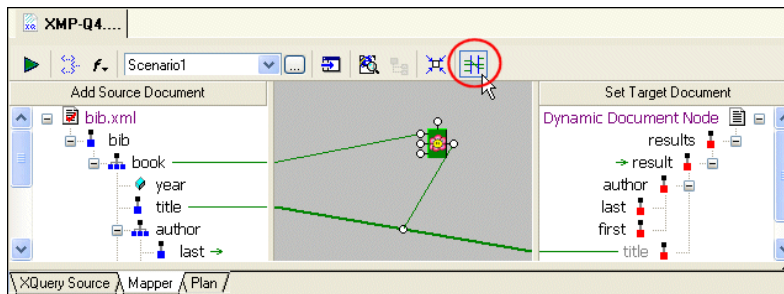 XMP-Q4....
Scenario1
...
Add Source Document
Set Target Document
bib.xml
Dynamic Document Node
bib
results
book
result
year
author
title
last
author
first
last
title
XQuery Source Mapper Plan